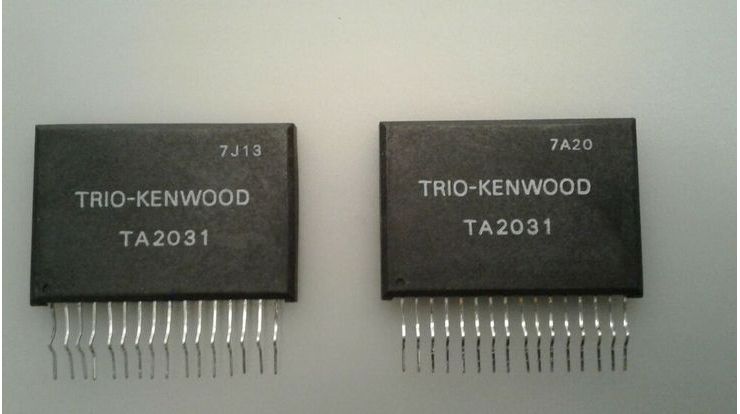 7J13
TRIO-KENWOOD
TA2031
7A20
TRIO-KENWOOD
TA2031